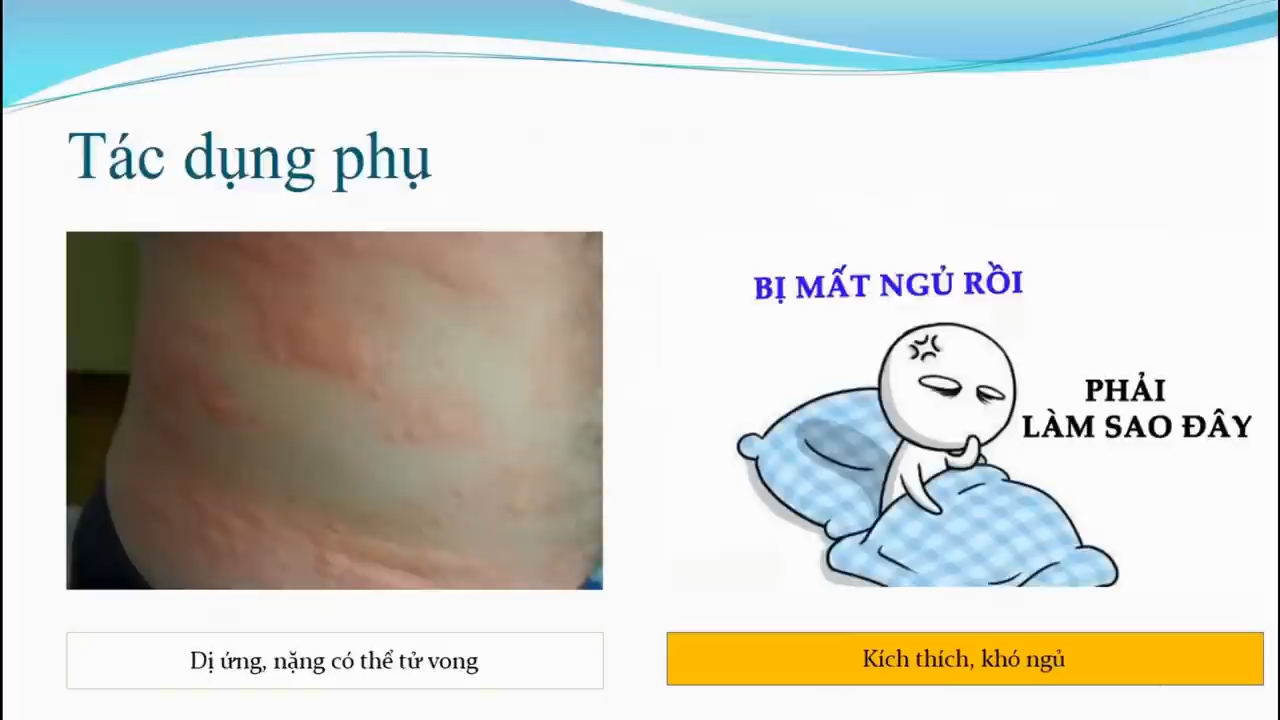 Tác dụng phụ
BỊ MẤT NGỦ RỒI
PHẢI
LÀM SAO ĐÂY
Dị ứng, nặng có thể tử vong
Kích thích, khó ngủ